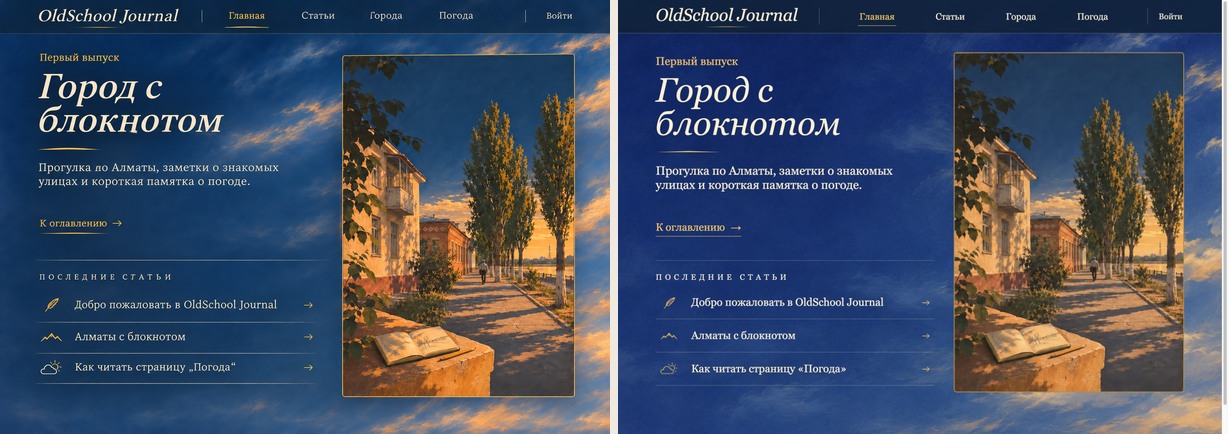 OldSchool Journal
Главная Статьи Города Погода Войти
Первый выпуск
Город с
блокнотом
Прогулка по Алматы, заметки о знакомых
улицах и короткая памятка о погоде.
К оглавлению →
ПОСЛЕДНИЕ СТАТЬИ
Добро пожаловать в OldSchool Journal →
Алматы с блокнотом →
Как читать страницу „Погода“ →
OldSchool Journal
Главная Статьи Города Погода Войти
Первый выпуск
Город с
блокнотом
Прогулка по Алматы, заметки о знакомых
улицах и короткая памятка о погоде.
К оглавлению →
ПОСЛЕДНИЕ СТАТЬИ
Добро пожаловать в OldSchool Journal →
Алматы с блокнотом →
Как читать страницу «Погода» →